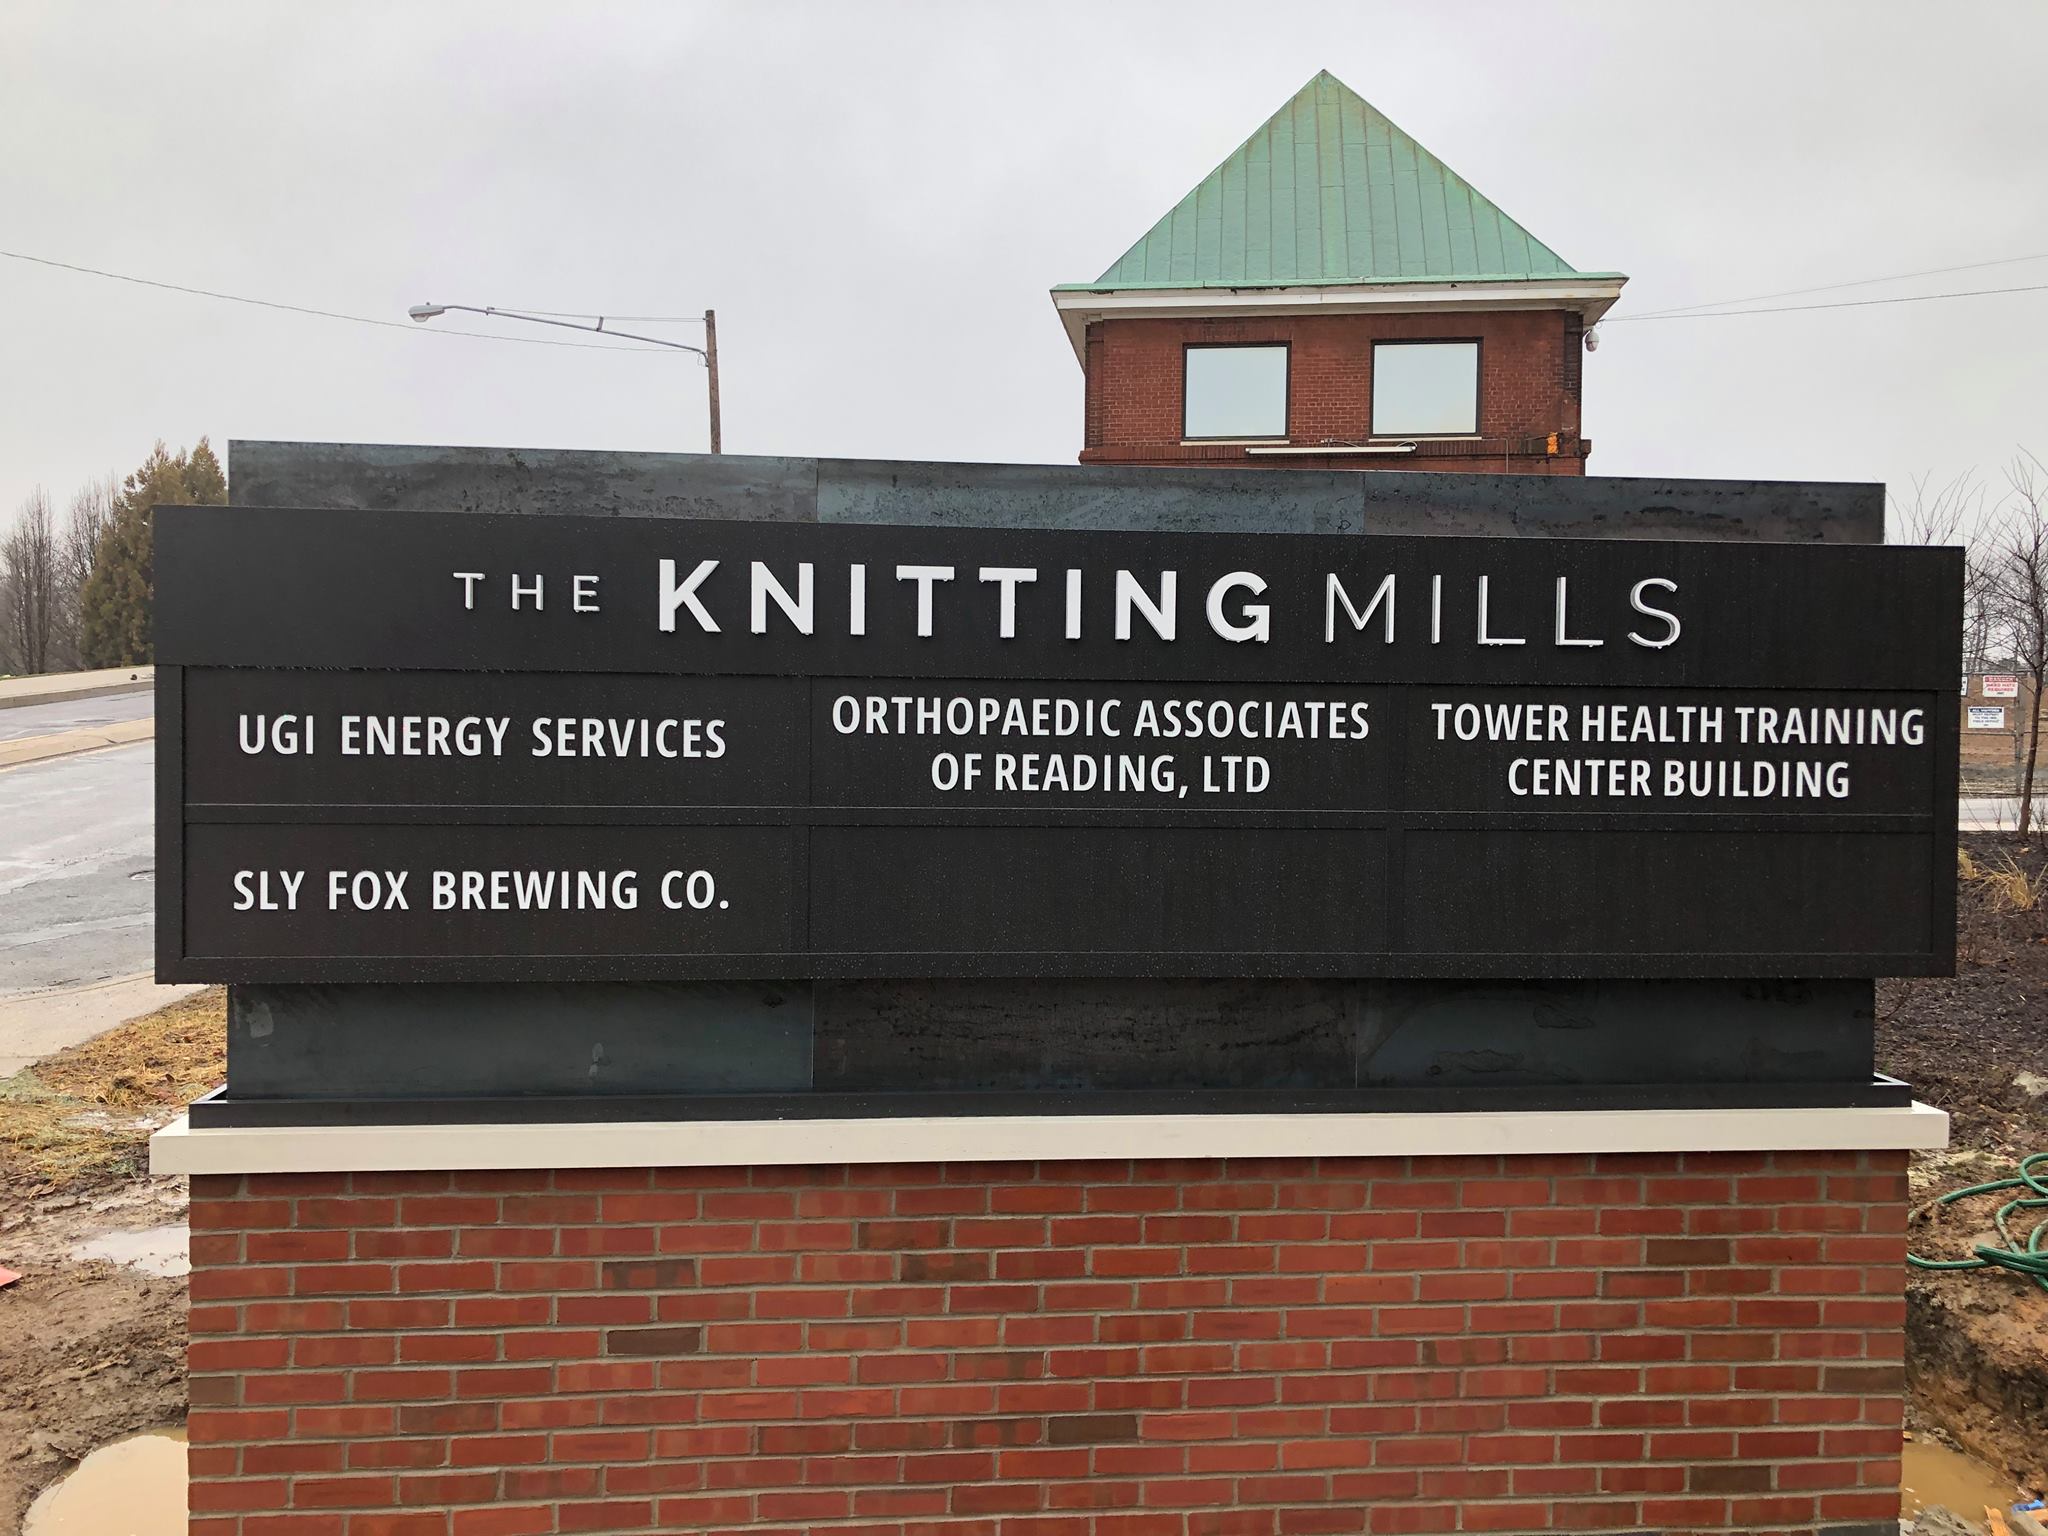 THE KNITTING MILLS
UGI ENERGY SERVICES
ORTHOPAEDIC ASSOCIATES
OF READING, LTD
TOWER HEALTH TRAINING
CENTER BUILDING
SLY FOX BREWING CO.